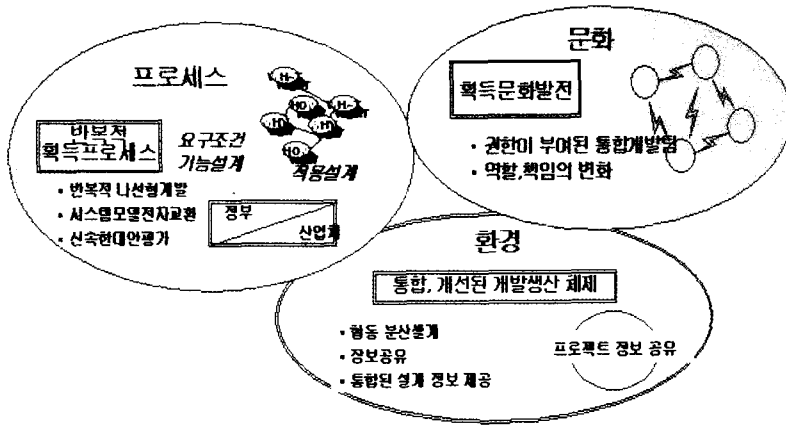 프로세스
반복적
획득프로세스
요구조건
기능설계
적용설계
• 반복적 나선형개발
• 시스템모델전자교환
• 신속한대안평가
정부
산업체
문화
획득문화발전
• 권한이 부여된 통합개발팀
• 역할,책임의 변화
환경
통합, 개선된 개발생산 체제
• 협동 분산설계
• 정보공유
• 통합된 설계 정보 제공
프로젝트 정보 공유